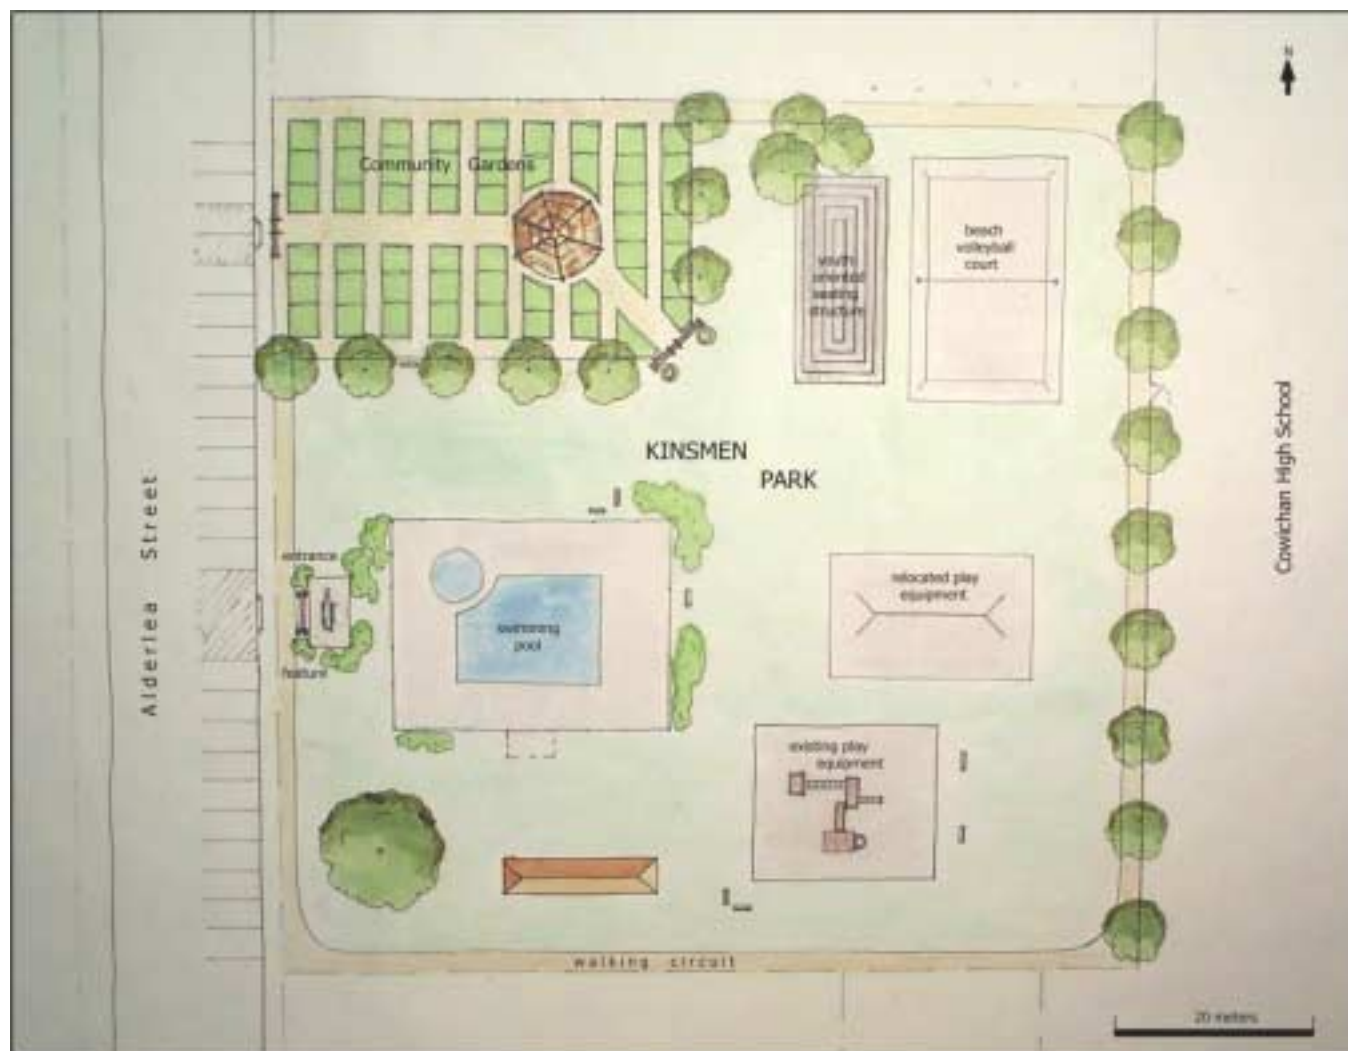 N
Community Gardens
beach
volleyball
court
youth
oriented
seating
structure
KINSMEN
PARK
Alderlea Street
Cowichan High School
entrance
feature
swimming
pool
relocated play
equipment
existing play
equipment
walking circuit
20 meters